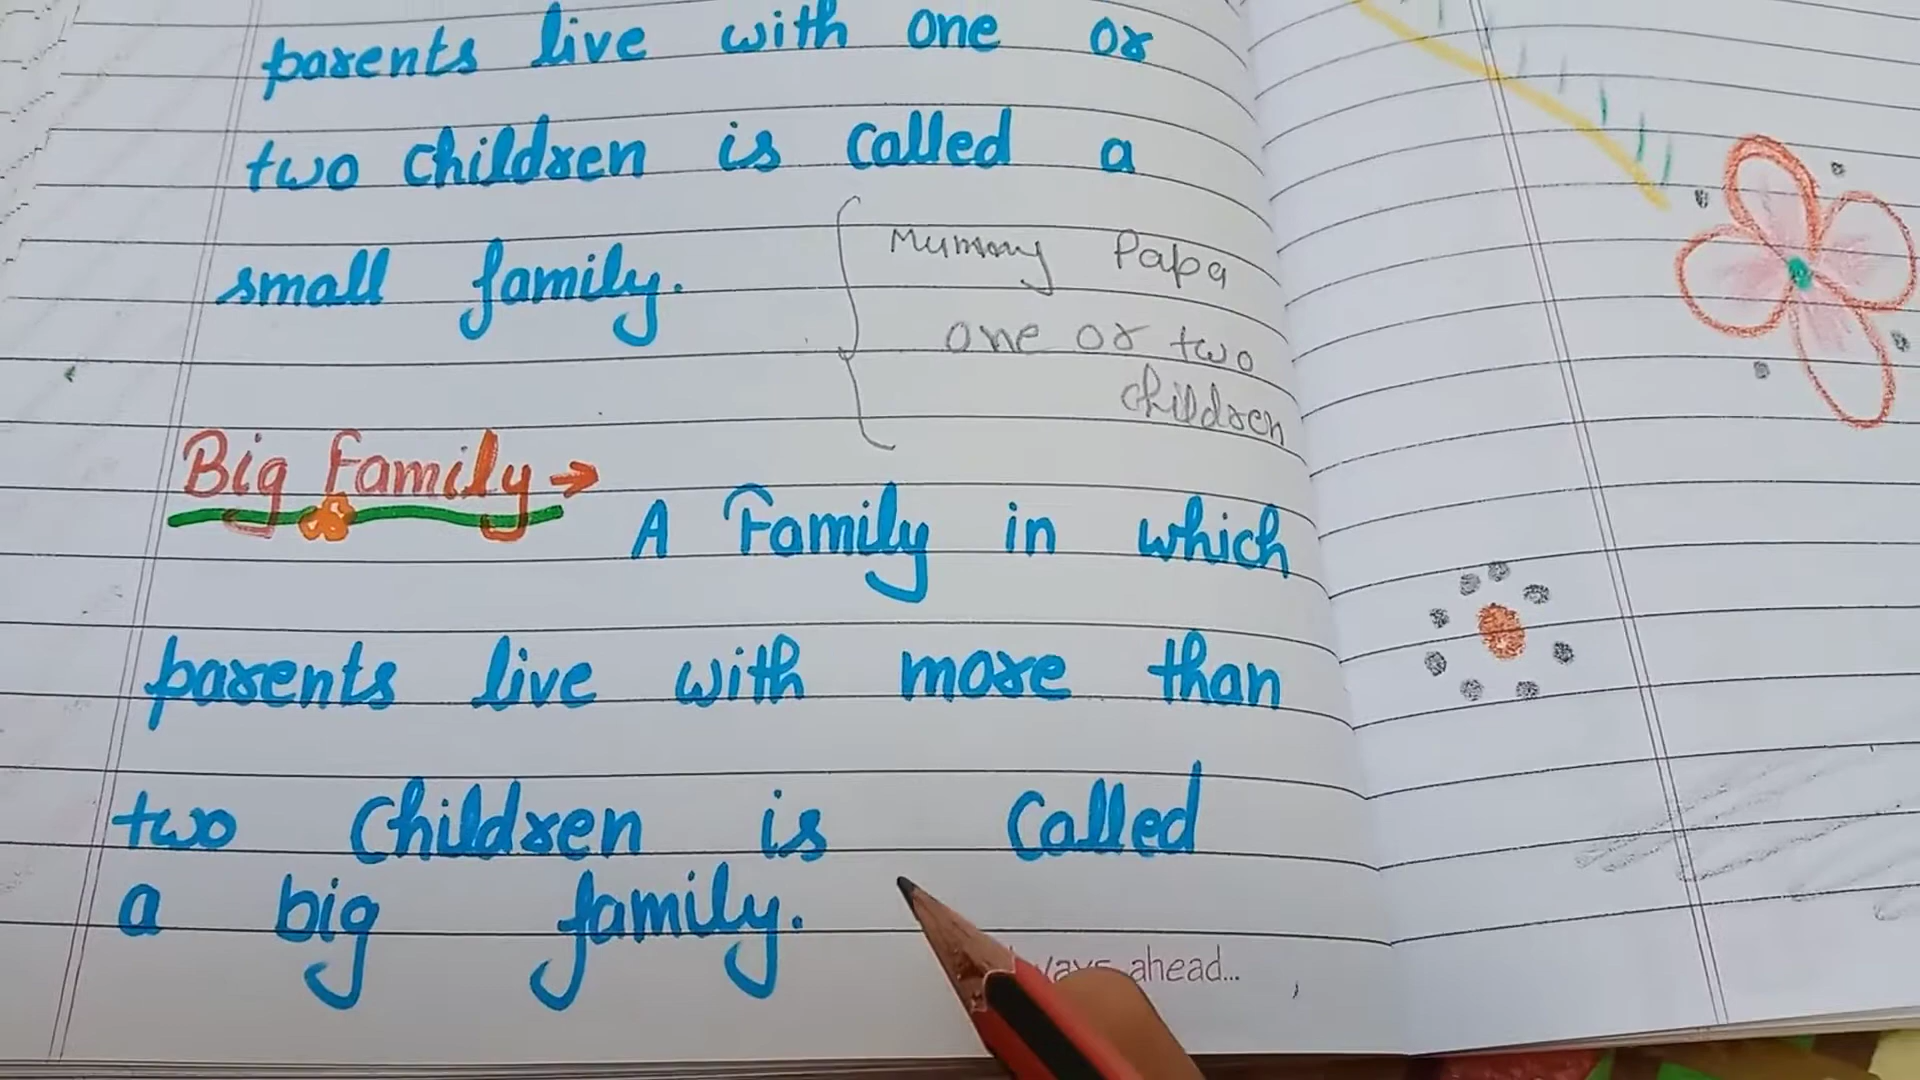 parents live with one or
two children is called a
small family.
Mummy Papa
one or two
children
Big Family →
A Family in which
parents live with more than
two Children is Called
a big family.
ahead...